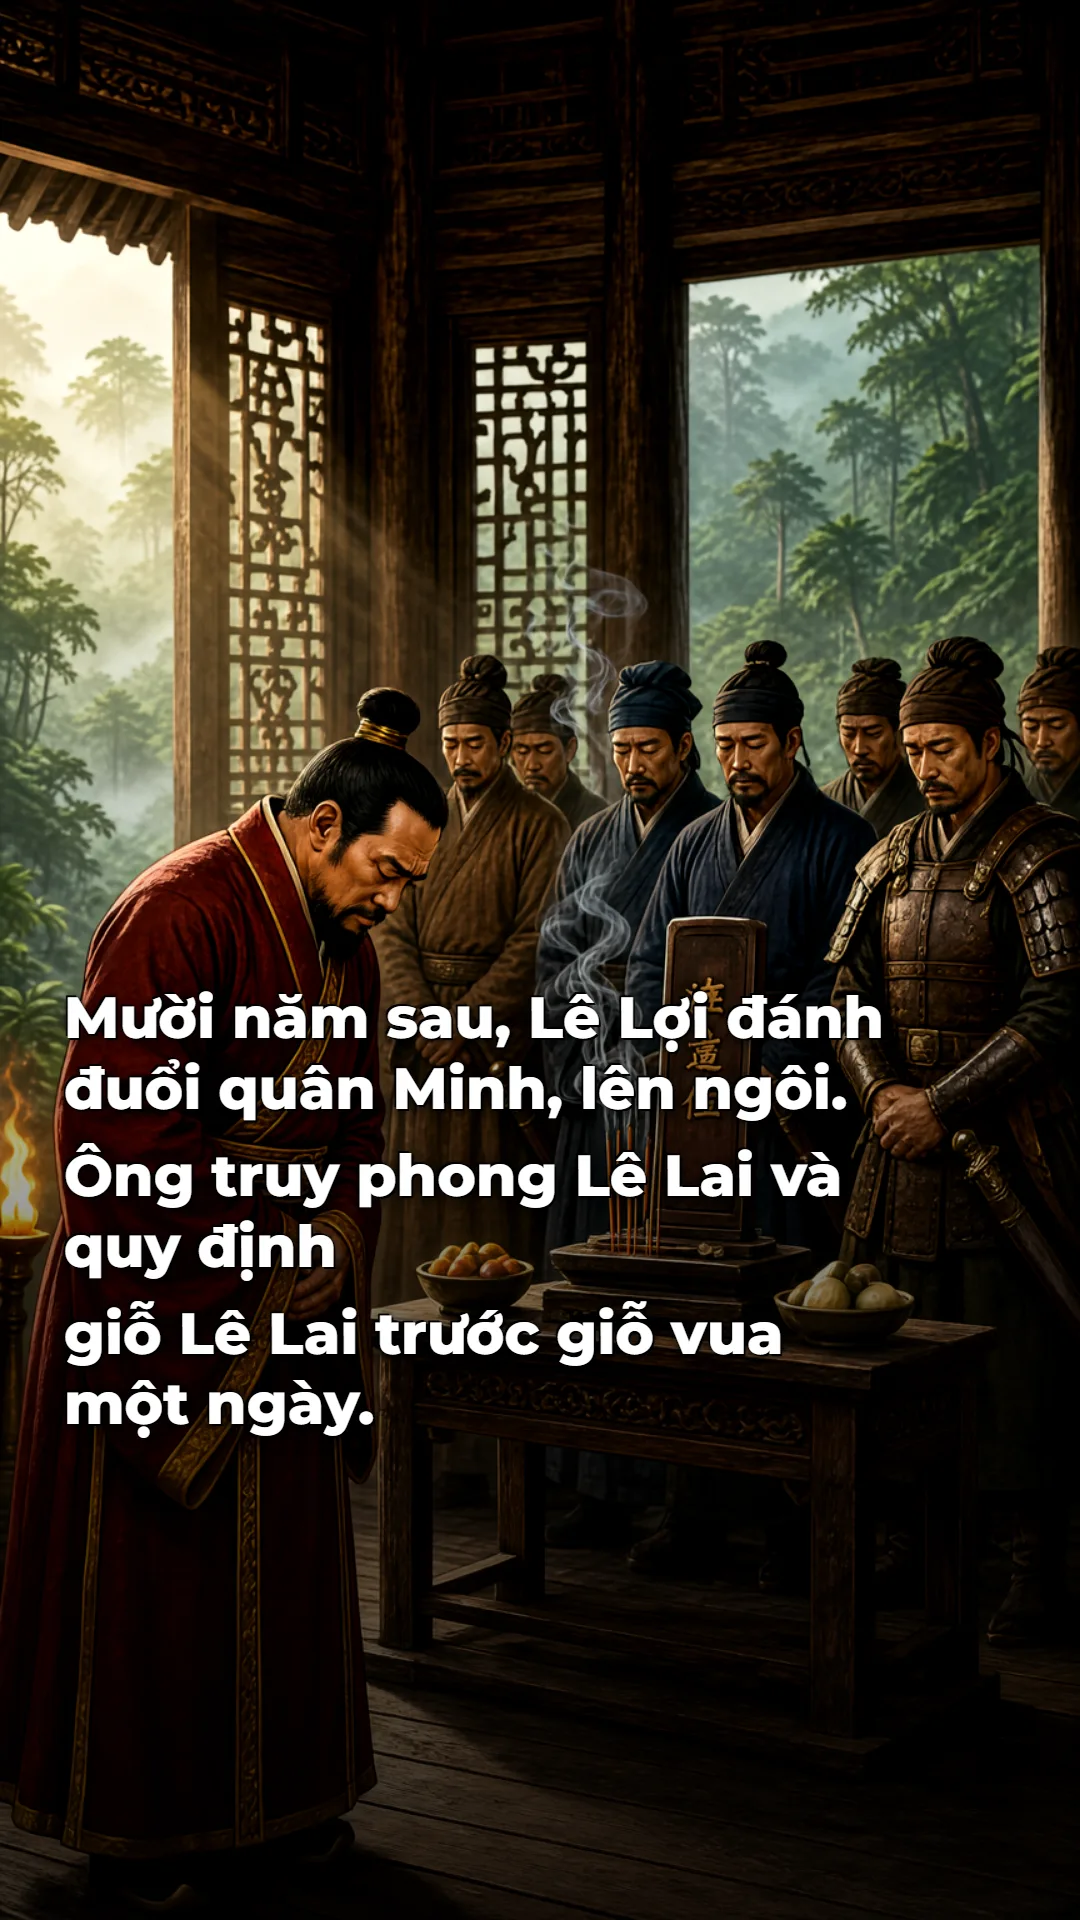 Mười năm sau, Lê Lợi đánh
đuổi quân Minh, lên ngôi.
Ông truy phong Lê Lai và
quy định
giỗ Lê Lai trước giỗ vua
một ngày.